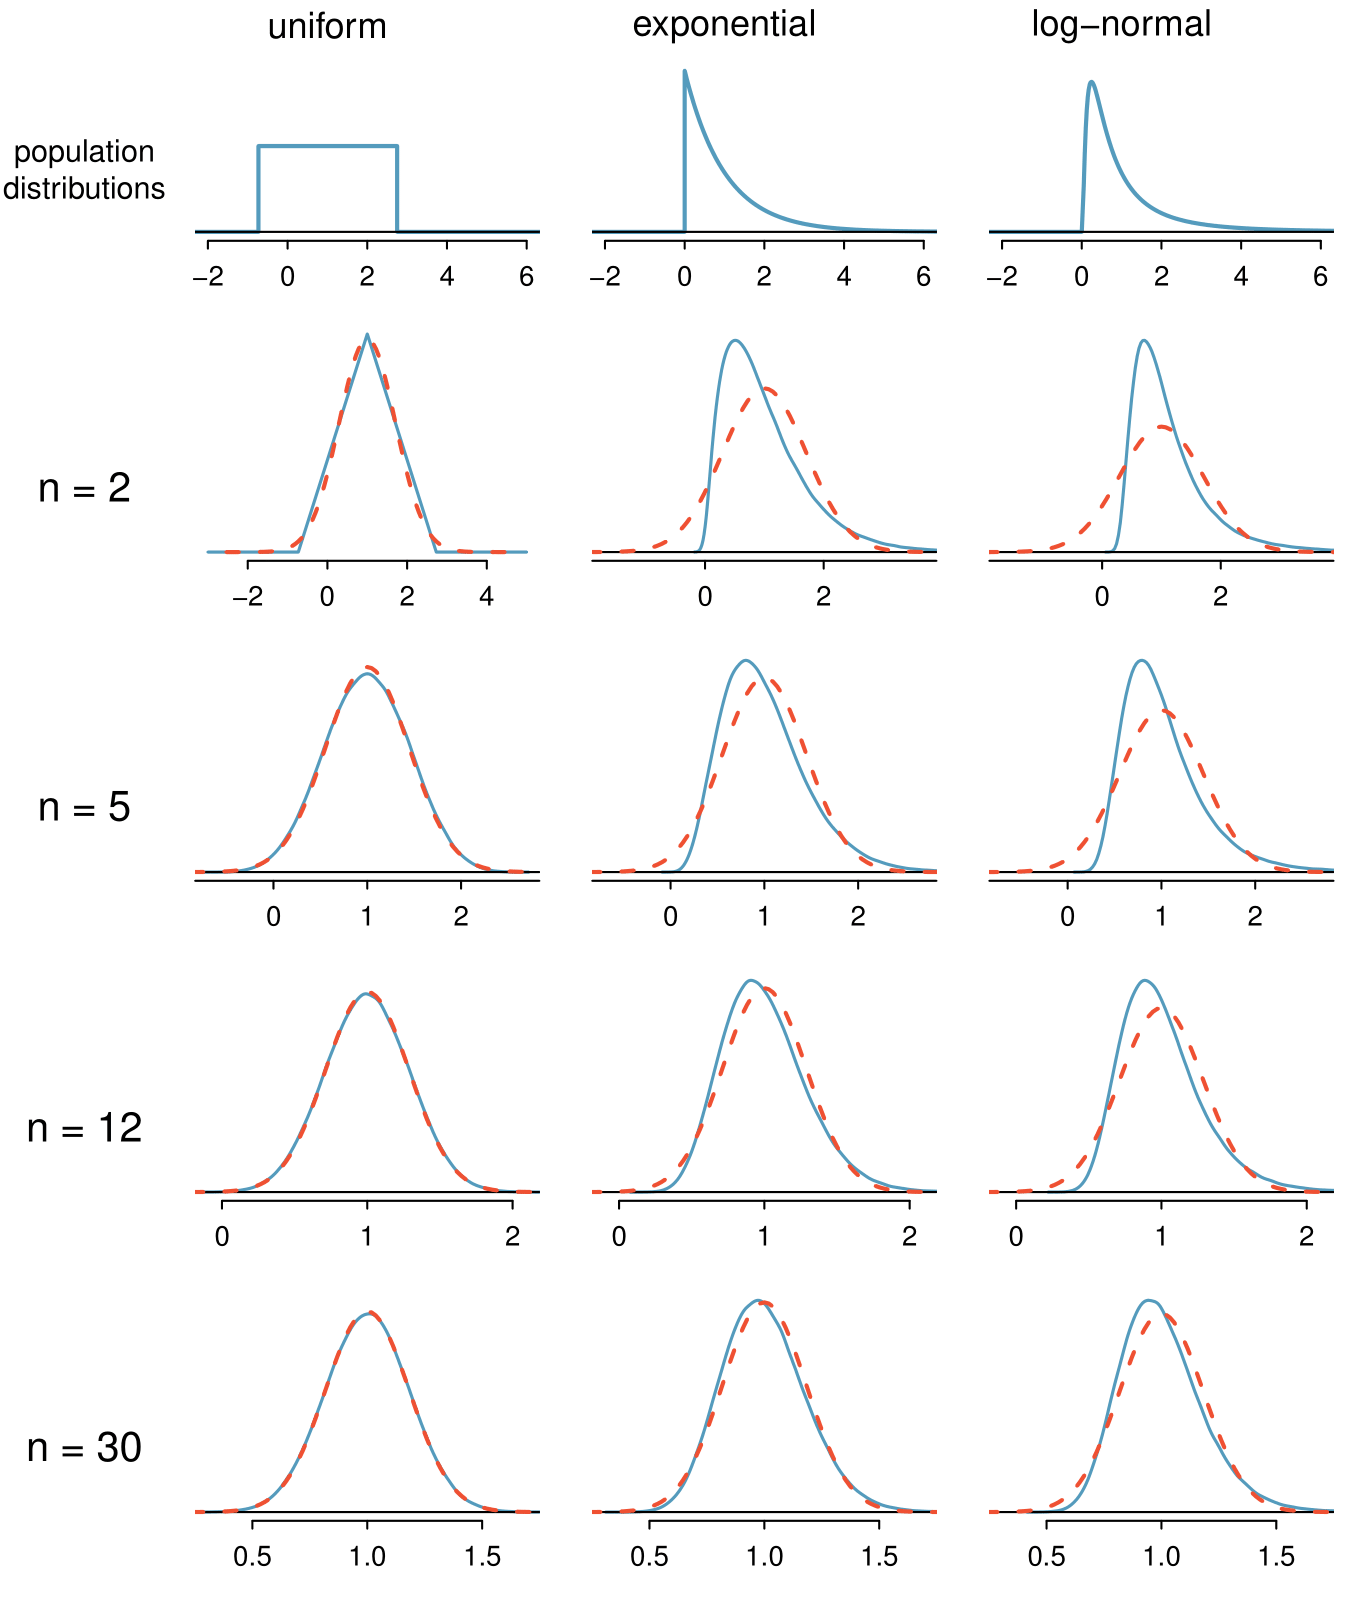 uniform exponential log−normal
population
distributions
−2 0 2 4 6 −2 0 2 4 6 −2 0 2 4 6
n = 2
−2 0 2 4 0 2 0 2
n = 5
0 1 2 0 1 2 0 1 2
n = 12
0 1 2 0 1 2 0 1 2
n = 30
0.5 1.0 1.5 0.5 1.0 1.5 0.5 1.0 1.5